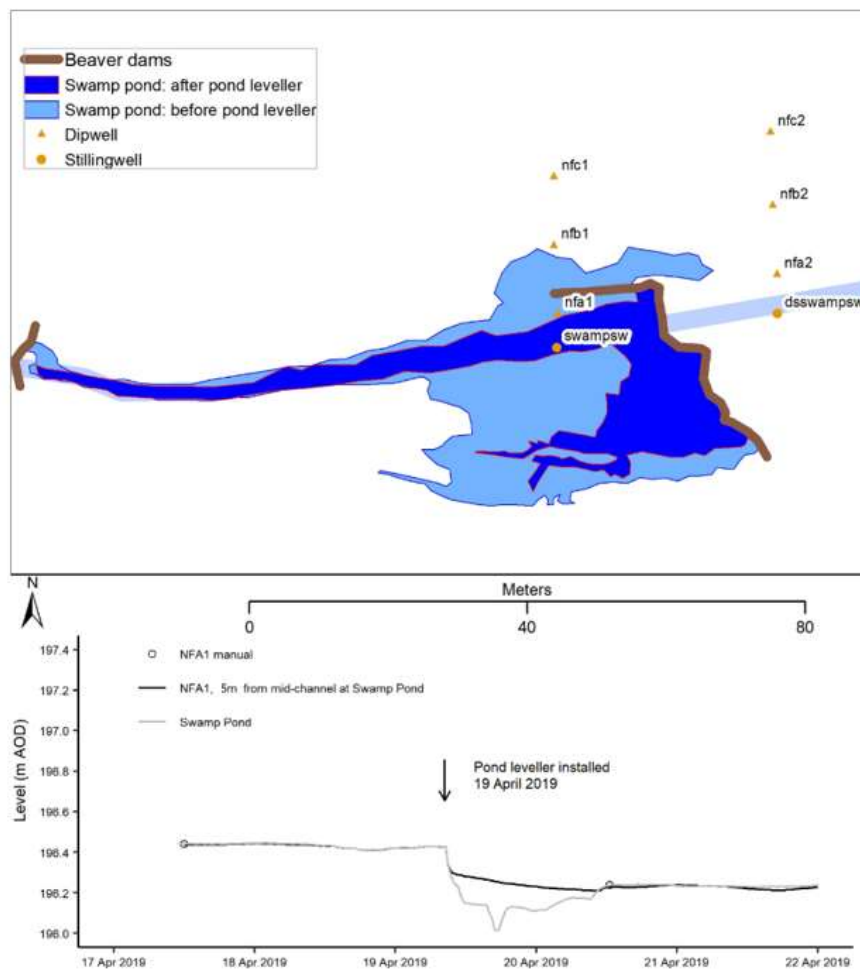 Beaver dams
Swamp pond: after pond leveller
Swamp pond: before pond leveller
Dipwell
Stillingwell
nfc2
nfc1
nfb2
nfb1
nfa2
nfa1
dsswampsw
swampsw
N
Meters
0 40 80
197.4
197.2
197.0
196.8
196.6
196.4
196.2
196.0
Level (m AOD)
NFA1 manual
NFA1, 5m from mid-channel at Swamp Pond
Swamp Pond
Pond leveller installed
19 April 2019
17 Apr 2019 18 Apr 2019 19 Apr 2019 20 Apr 2019 21 Apr 2019 22 Apr 2019